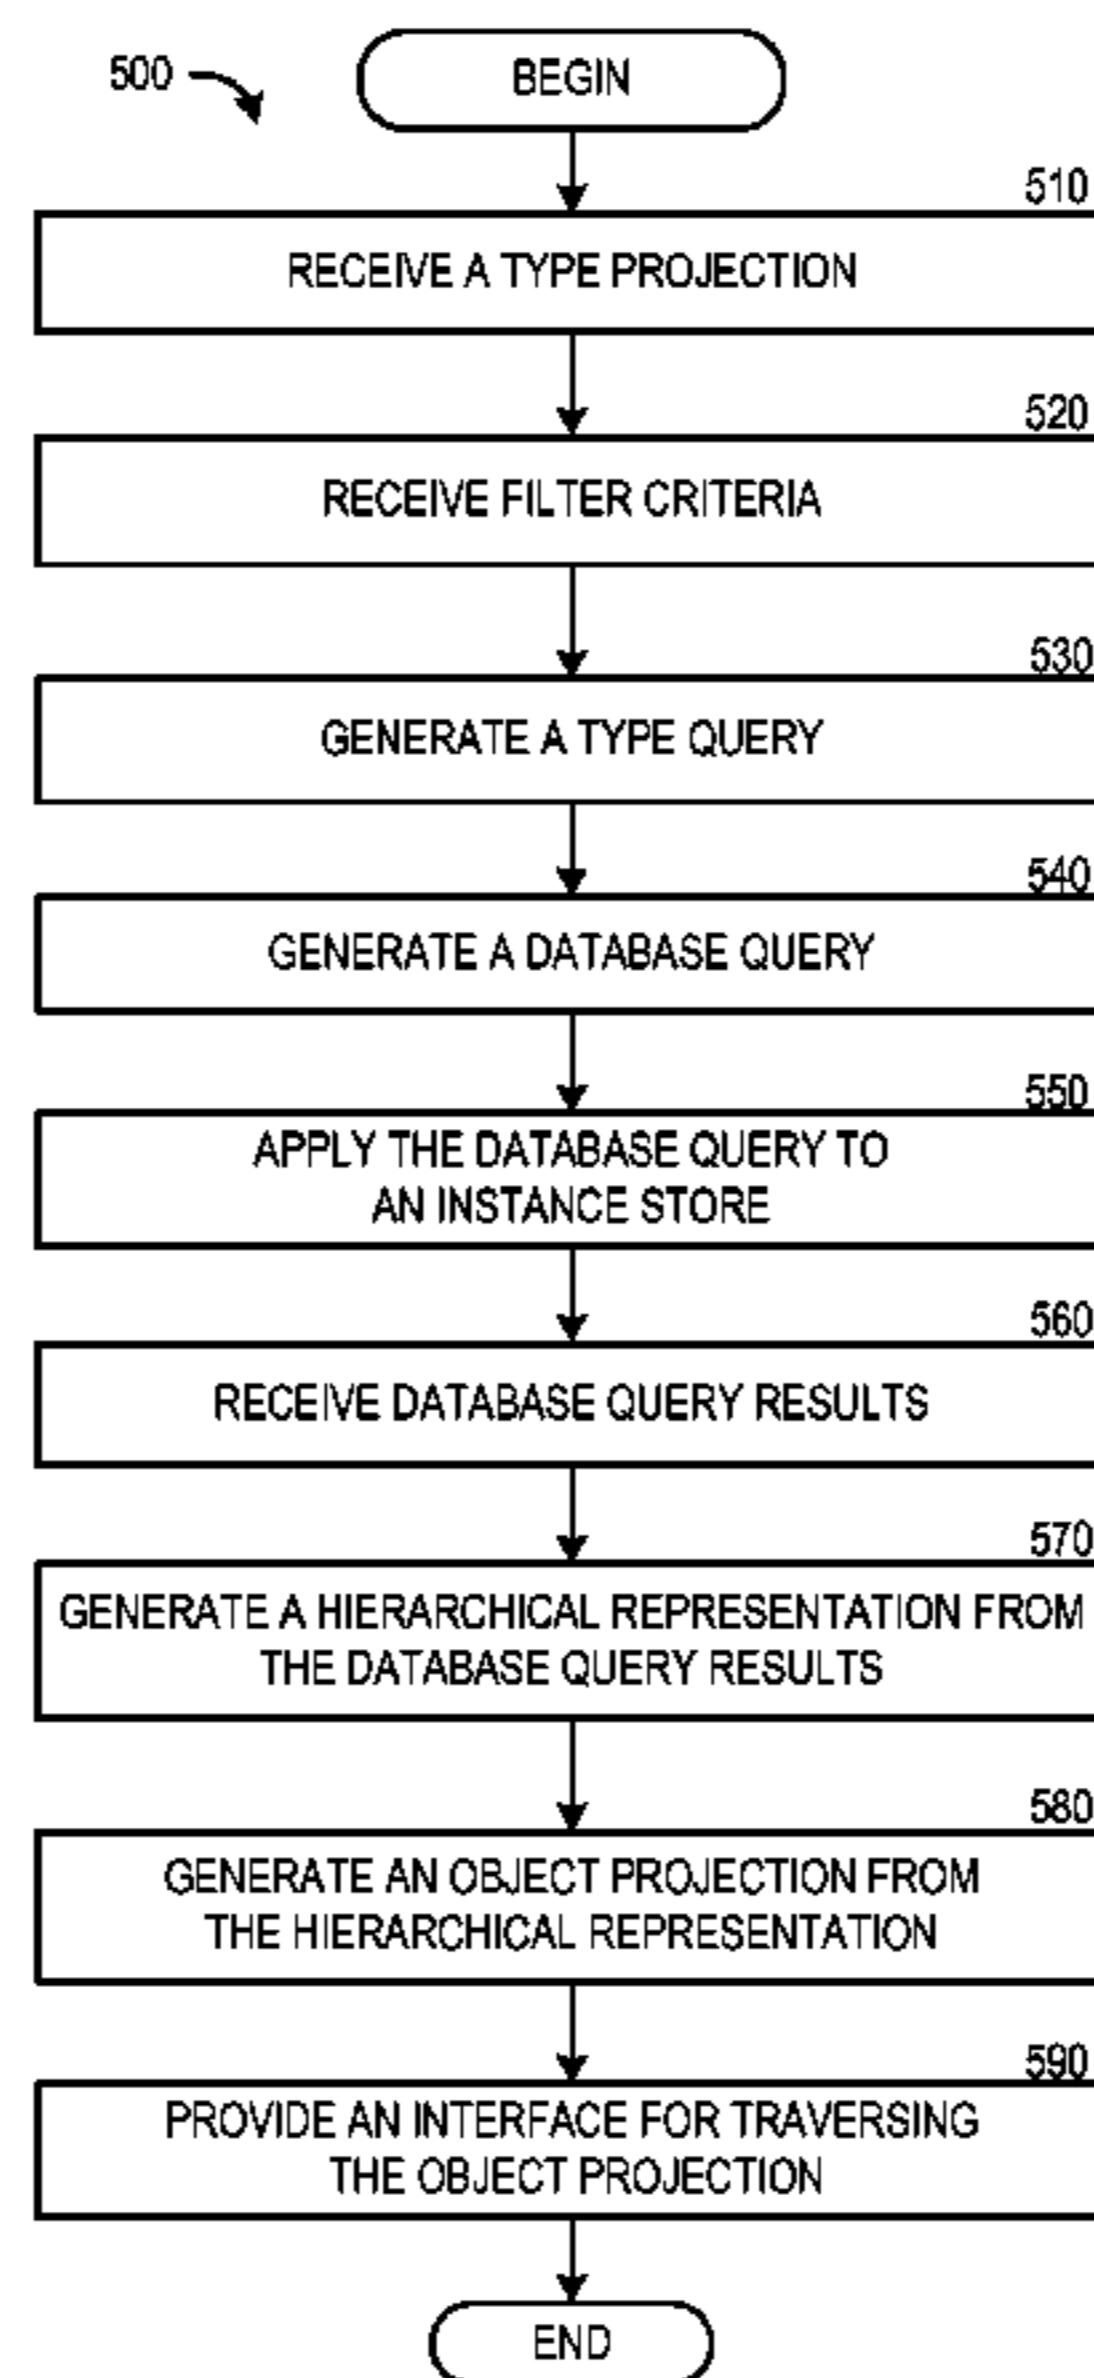 500
BEGIN
510
RECEIVE A TYPE PROJECTION
520
RECEIVE FILTER CRITERIA
530
GENERATE A TYPE QUERY
540
GENERATE A DATABASE QUERY
550
APPLY THE DATABASE QUERY TO
AN INSTANCE STORE
560
RECEIVE DATABASE QUERY RESULTS
570
GENERATE A HIERARCHICAL REPRESENTATION FROM
THE DATABASE QUERY RESULTS
580
GENERATE AN OBJECT PROJECTION FROM
THE HIERARCHICAL REPRESENTATION
590
PROVIDE AN INTERFACE FOR TRAVERSING
THE OBJECT PROJECTION
END